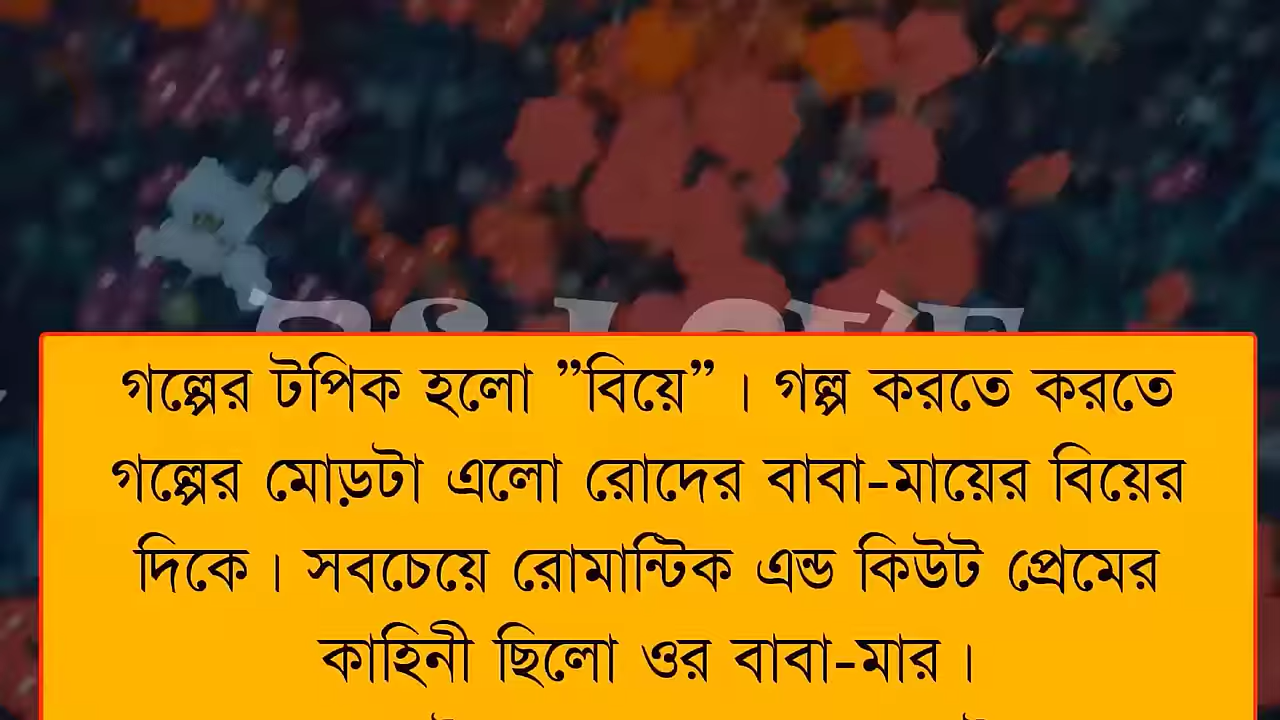 গল্পের টপিক হলো ”বিয়ে”। গল্প করতে করতে
গল্পের মোড়টা এলো রোদের বাবা-মায়ের বিয়ের
দিকে। সবচেয়ে রোমান্টিক এন্ড কিউট প্রেমের
কাহিনী ছিলো ওর বাবা-মার।